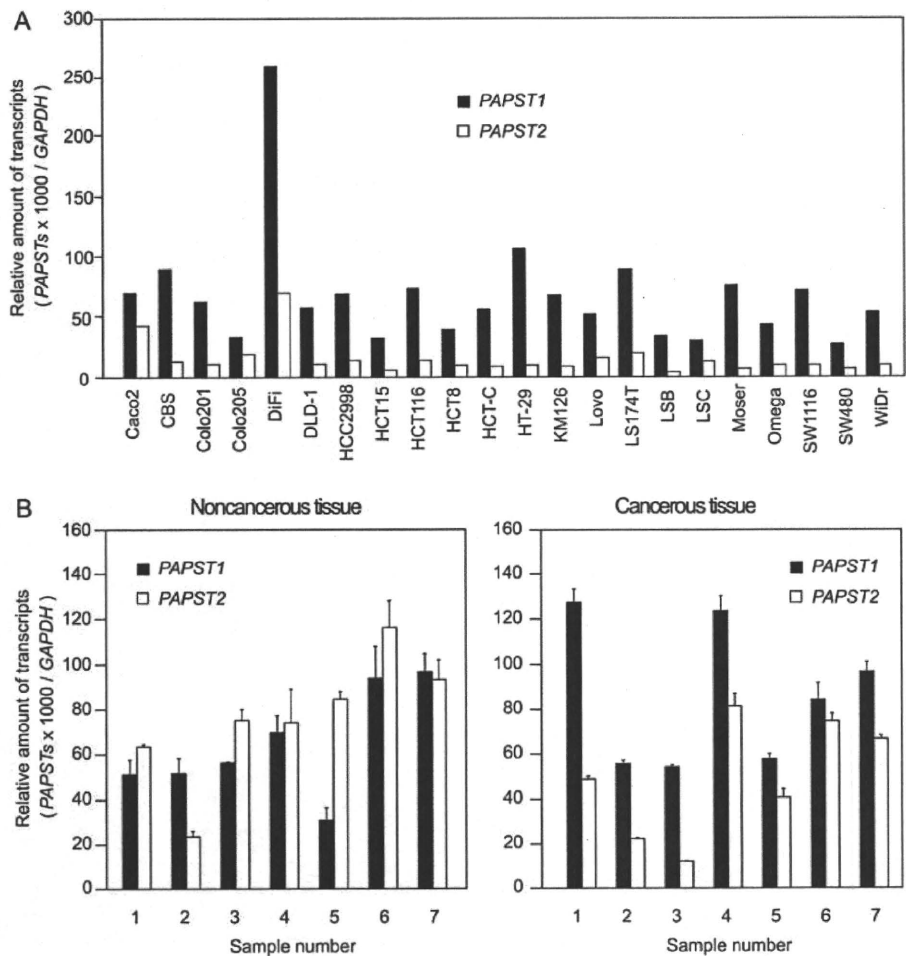 A
Relative amount of transcripts
( PAPSTs x 1000 / GAPDH )
300
250
200
150
100
50
0
PAPST1
PAPST2
Caco2
CBS
Colo201
Colo205
DiFi
DLD-1
HCC2998
HCT15
HCT116
HCT8
HCT-C
HT-29
KM126
Lovo
LS174T
LSB
LSC
Moser
Omega
SW1116
SW480
WiDr
B
Noncancerous tissue
Relative amount of transcripts
( PAPSTs x 1000 / GAPDH )
160
140
120
100
80
60
40
20
0
PAPST1
PAPST2
1 2 3 4 5 6 7
Sample number
Cancerous tissue
160
140
120
100
80
60
40
20
0
PAPST1
PAPST2
1 2 3 4 5 6 7
Sample number